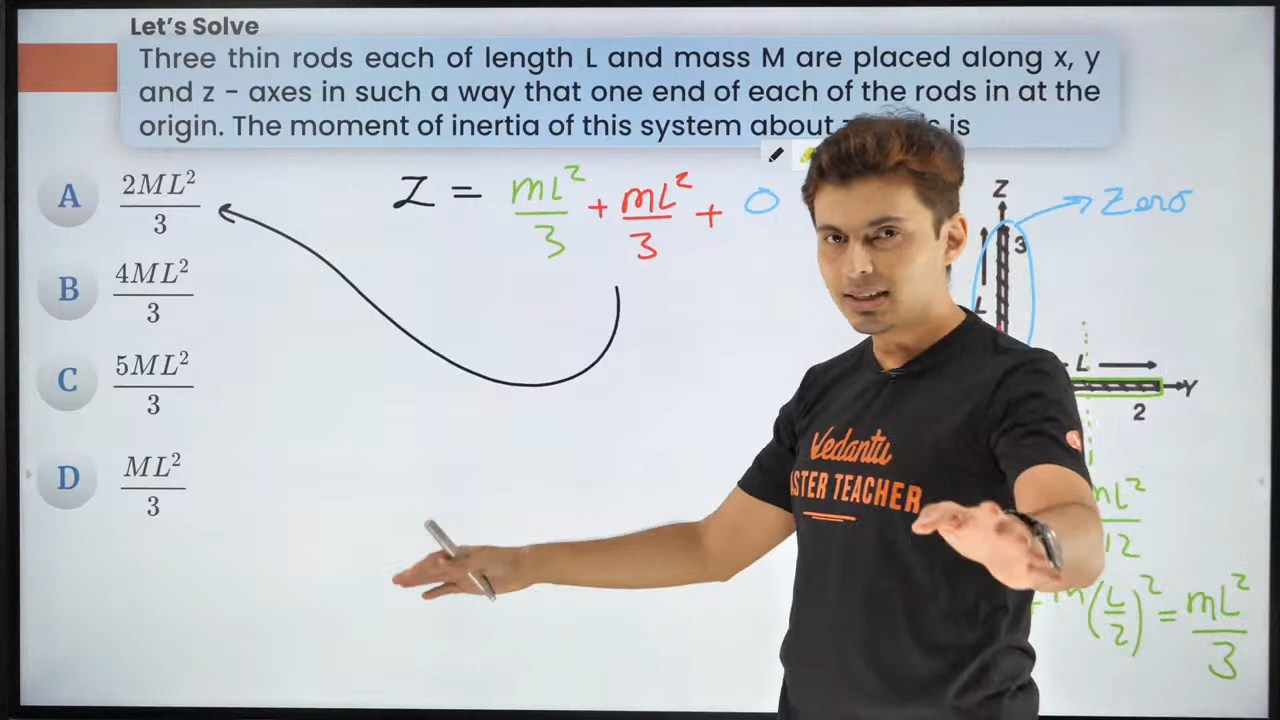 Let's Solve
Three thin rods each of length L and mass M are placed along x, y
and z - axes in such a way that one end of each of the rods in at the
origin. The moment of inertia of this system about is
A 2ML²/3
B 4ML²/3
C 5ML²/3
D ML²/3
I = mL²/3 + mL²/3 + 0
Z
Zero
3
L
L
Y
2
mL²/12
+ m(L/2)² = mL²/3
Vedantu
MASTER TEACHER